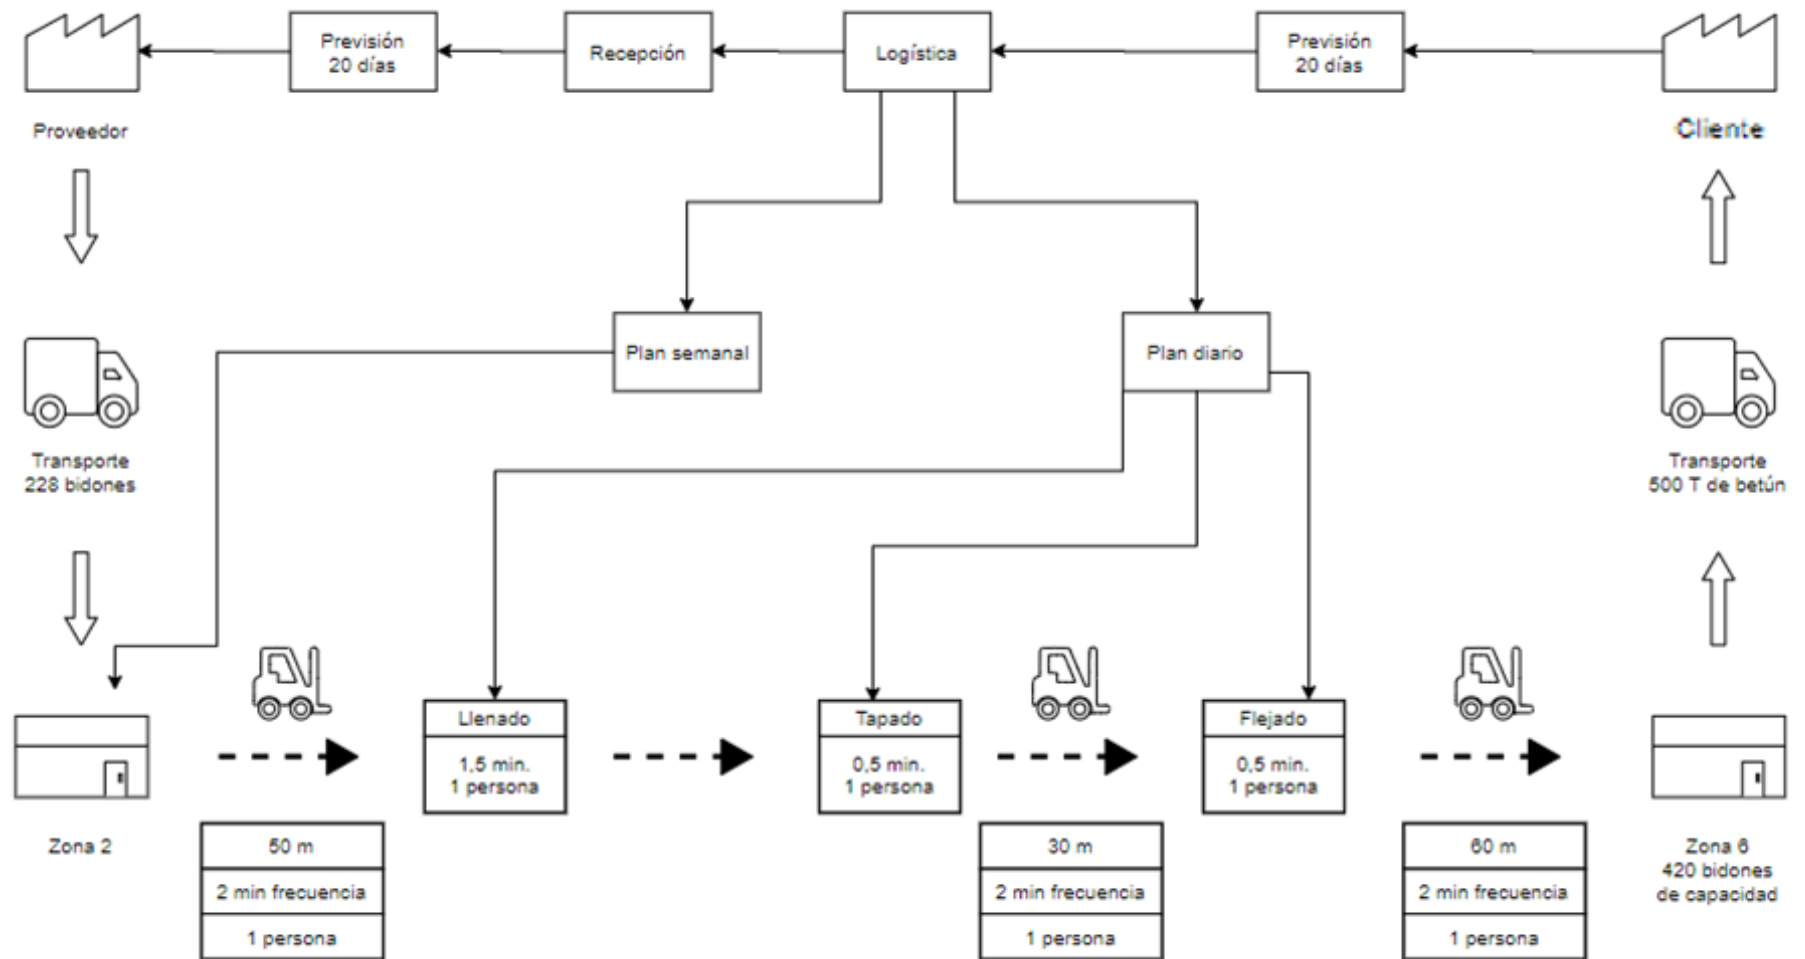 Previsión
20 días
Recepción
Logística
Previsión
20 días
Proveedor
Cliente
Plan semanal
Plan diario
Transporte
228 bidones
Transporte
500 T de betún
Llenado
1,5 min.
1 persona
Tapado
0,5 min.
1 persona
Flejado
0,5 min.
1 persona
Zona 2
50 m
2 min frecuencia
1 persona
30 m
2 min frecuencia
1 persona
60 m
2 min frecuencia
1 persona
Zona 6
420 bidones
de capacidad